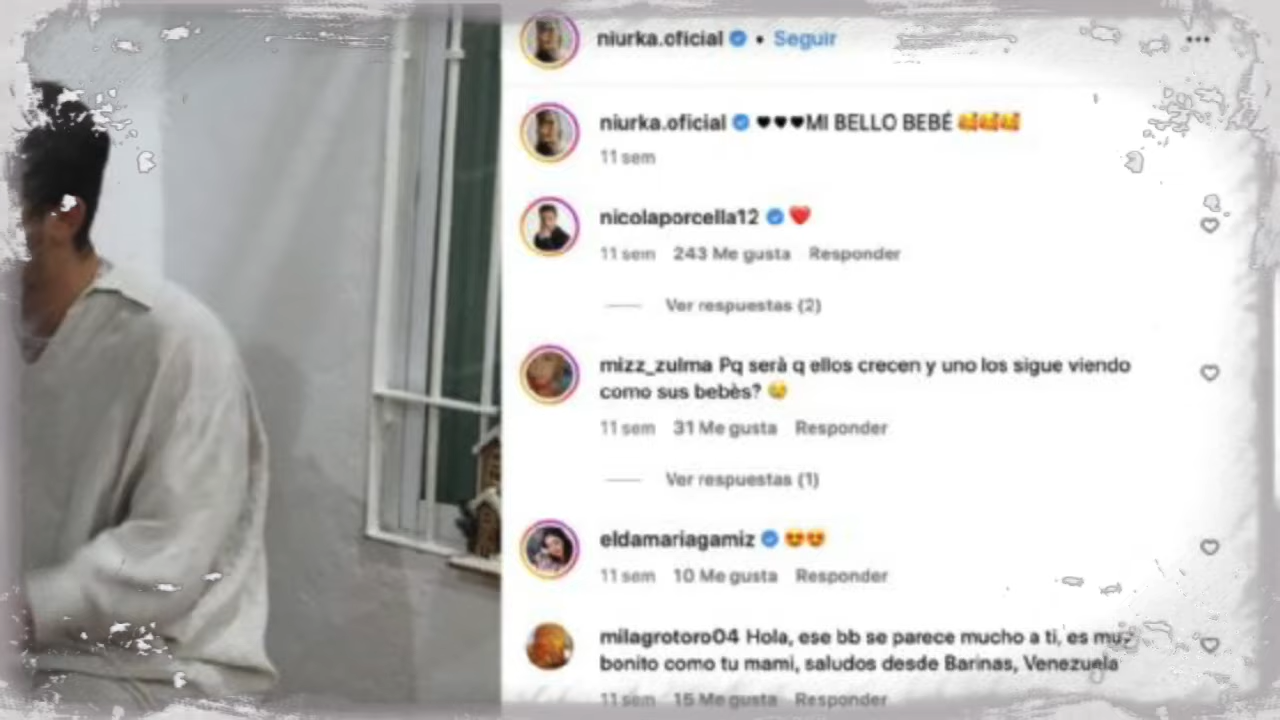 niurka.oficial • Seguir
niurka.oficial 🖤🖤🖤MI BELLO BEBÉ 🥰🥰🥰
11 sem
nicolaporcella12 ❤️
11 sem 243 Me gusta Responder
Ver respuestas (2)
mizz_zulma Pq serà q ellos crecen y uno los sigue viendo
como sus bebès? 😢
11 sem 31 Me gusta Responder
Ver respuestas (1)
eldamariagamiz 😍😍
11 sem 10 Me gusta Responder
milagrotoro04 Hola, ese bb se parece mucho a ti, es muy
bonito como tu mami, saludos desde Barinas, Venezuela
11 sem 15 Me gusta Responder